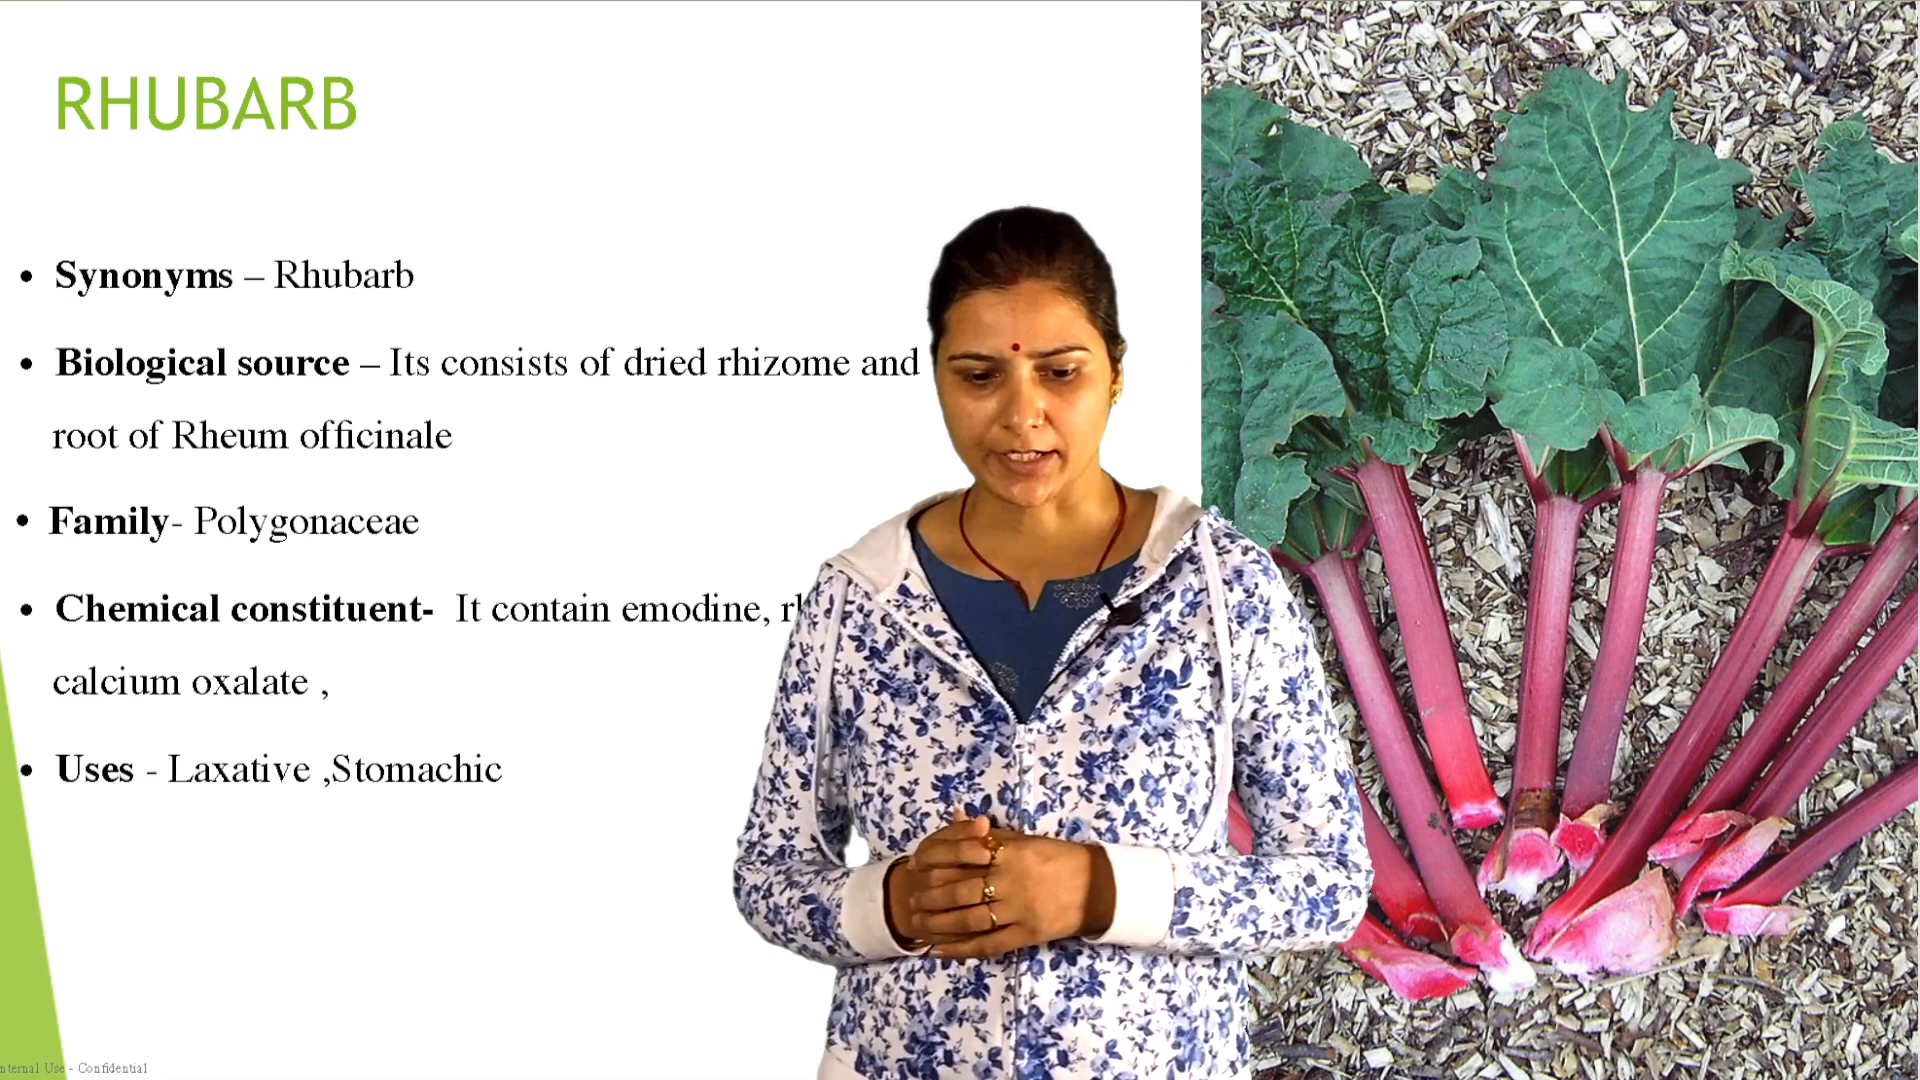 RHUBARB
• Synonyms – Rhubarb
• Biological source – Its consists of dried rhizome and
root of Rheum officinale
• Family- Polygonaceae
• Chemical constituent- It contain emodine,
calcium oxalate ,
• Uses - Laxative ,Stomachic
nternal Use - Confidential